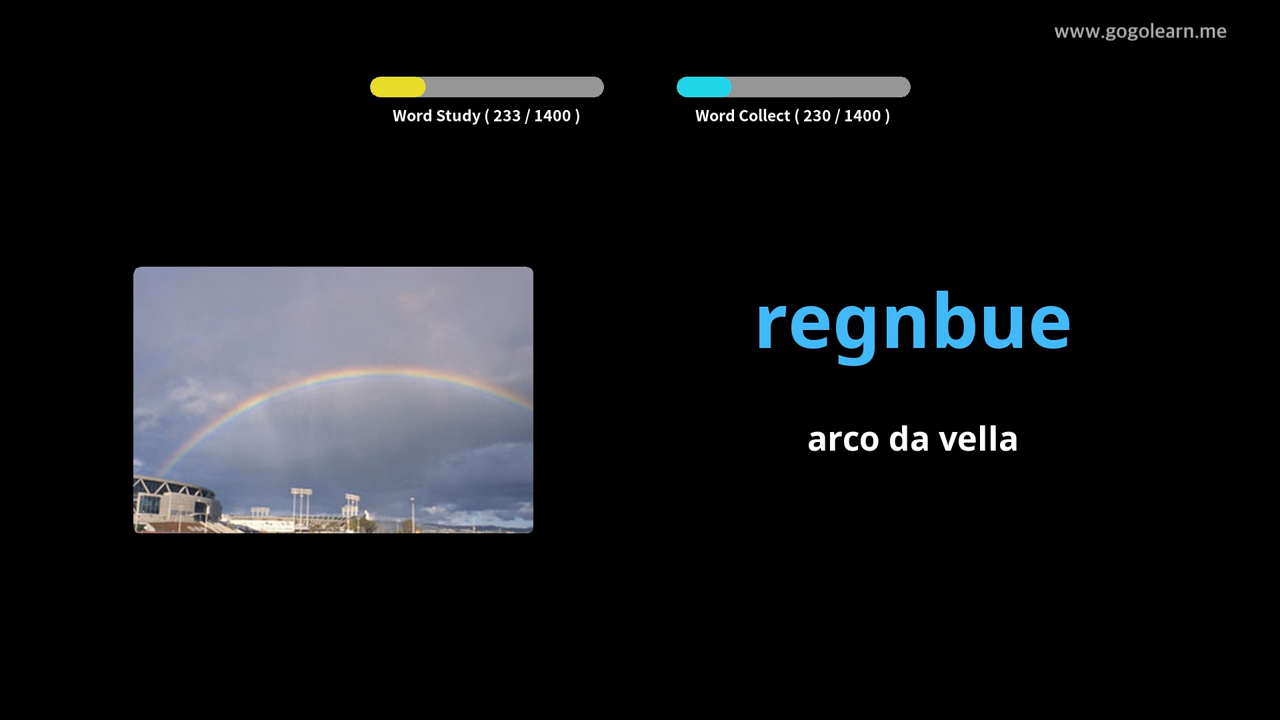 www.gogolearn.me
Word Study ( 233 / 1400 )
Word Collect ( 230 / 1400 )
regnbue
arco da vella